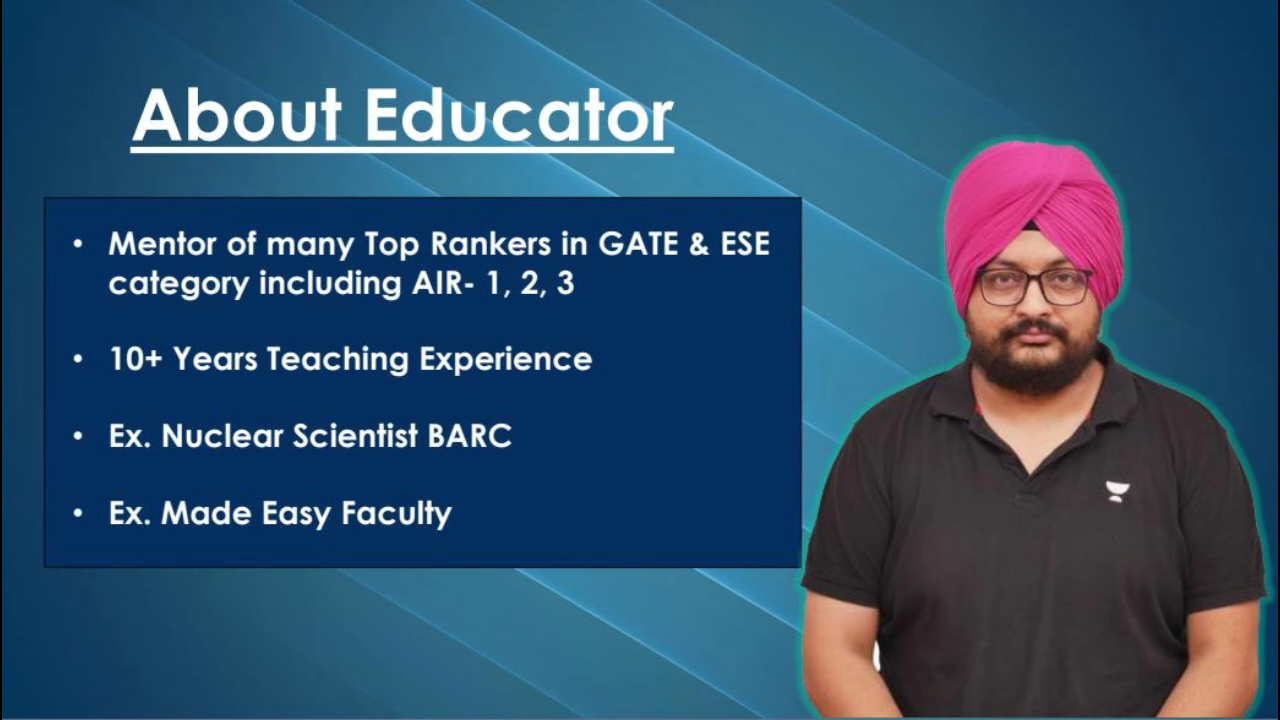 About Educator
• Mentor of many Top Rankers in GATE & ESE
category including AIR- 1, 2, 3
• 10+ Years Teaching Experience
• Ex. Nuclear Scientist BARC
• Ex. Made Easy Faculty